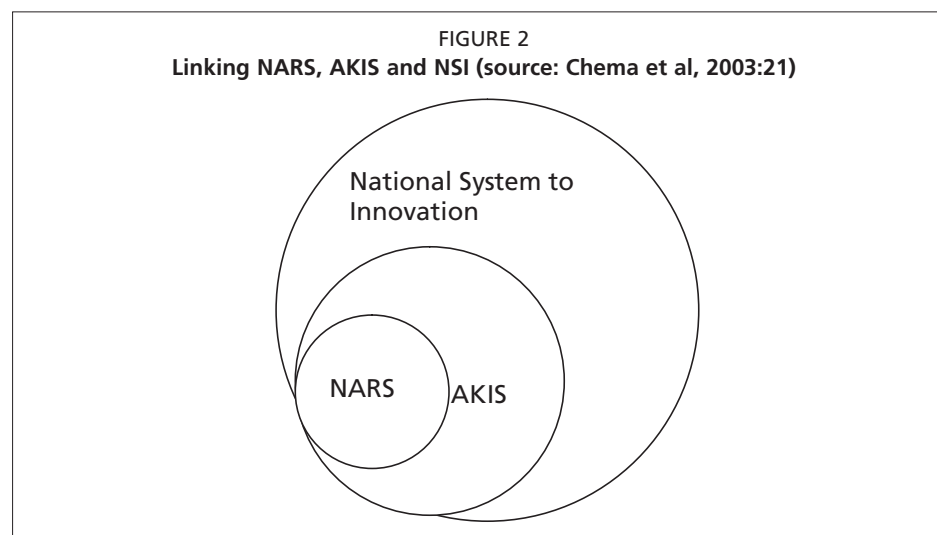 FIGURE 2
Linking NARS, AKIS and NSI (source: Chema et al, 2003:21)
National System to
Innovation
NARS
AKIS